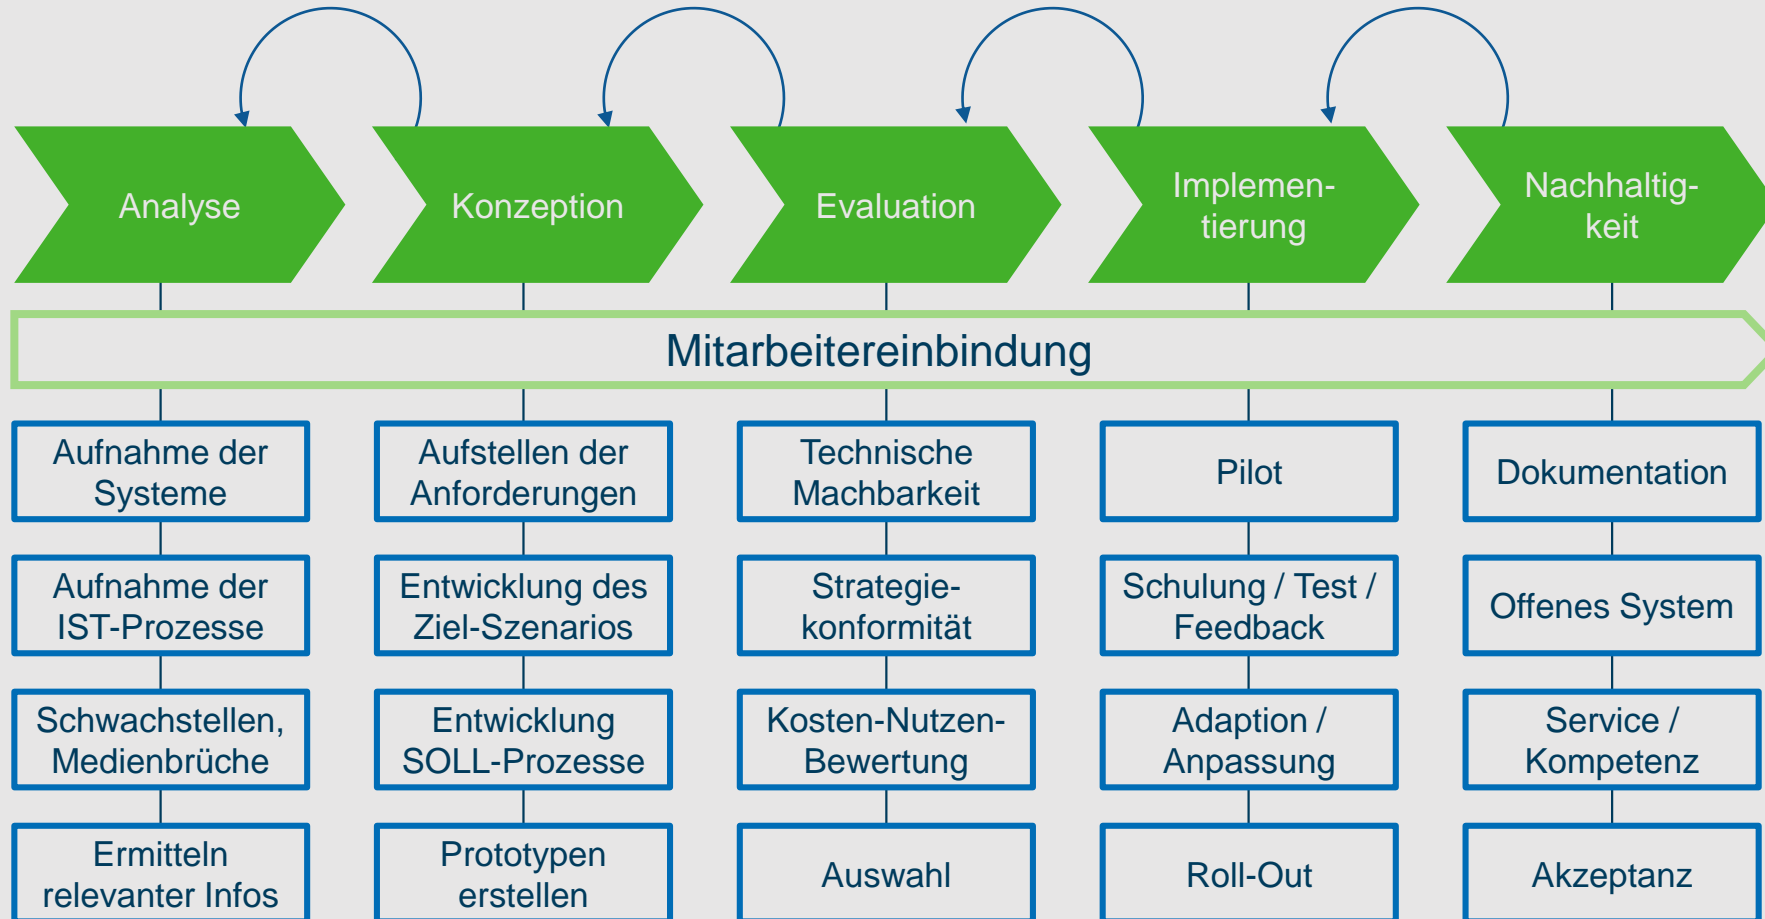 Analyse
Konzeption
Evaluation
Implemen-
tierung
Nachhaltig-
keit
Mitarbeitereinbindung
Aufnahme der
Systeme
Aufstellen der
Anforderungen
Technische
Machbarkeit
Pilot
Dokumentation
Aufnahme der
IST-Prozesse
Entwicklung des
Ziel-Szenarios
Strategie-
konformität
Schulung / Test /
Feedback
Offenes System
Schwachstellen,
Medienbrüche
Entwicklung
SOLL-Prozesse
Kosten-Nutzen-
Bewertung
Adaption /
Anpassung
Service /
Kompetenz
Ermitteln
relevanter Infos
Prototypen
erstellen
Auswahl
Roll-Out
Akzeptanz